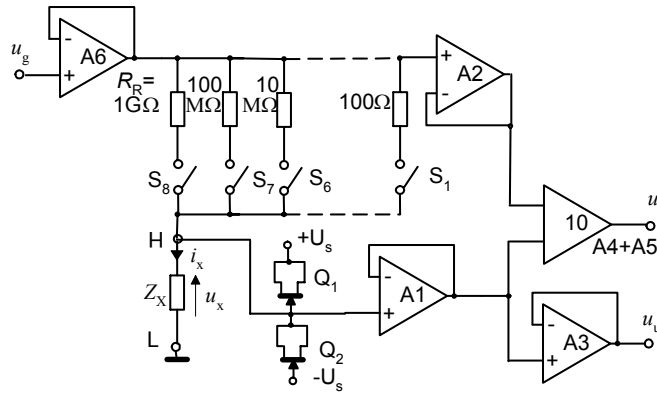 u_g
-
+
A6
R_R=
1GΩ
100
MΩ
10
MΩ
100Ω
+
-
A2
S_8
S_7
S_6
S_1
H
i_x
Z_X
u_x
L
+U_s
Q_1
Q_2
-U_s
-
+
A1
10
A4+A5
-
+
A3